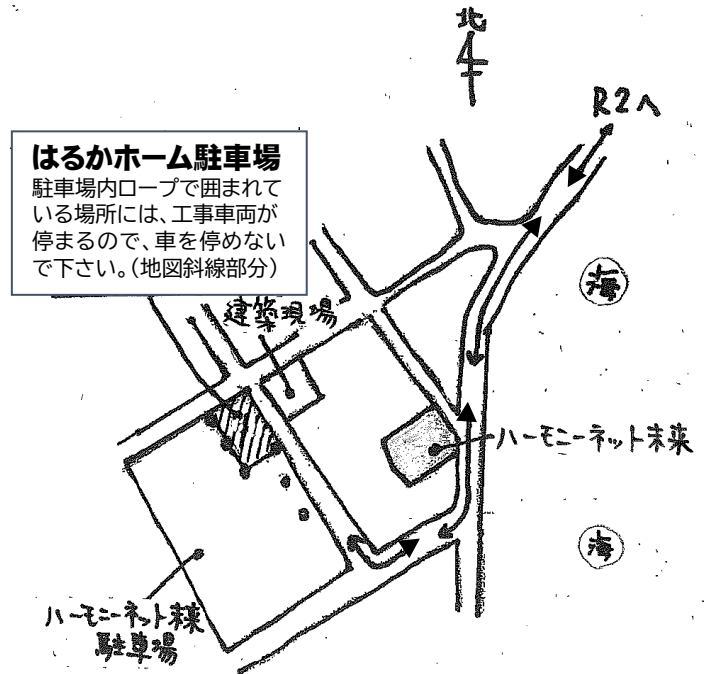 北
R2へ
はるかホーム駐車場
駐車場内ロープで囲まれて
いる場所には、工事車両が
停まるので、車を停めない
で下さい。(地図斜線部分)
海
建築現場
ハーモニーネット未来
海
ハーモニーネット未来
駐車場